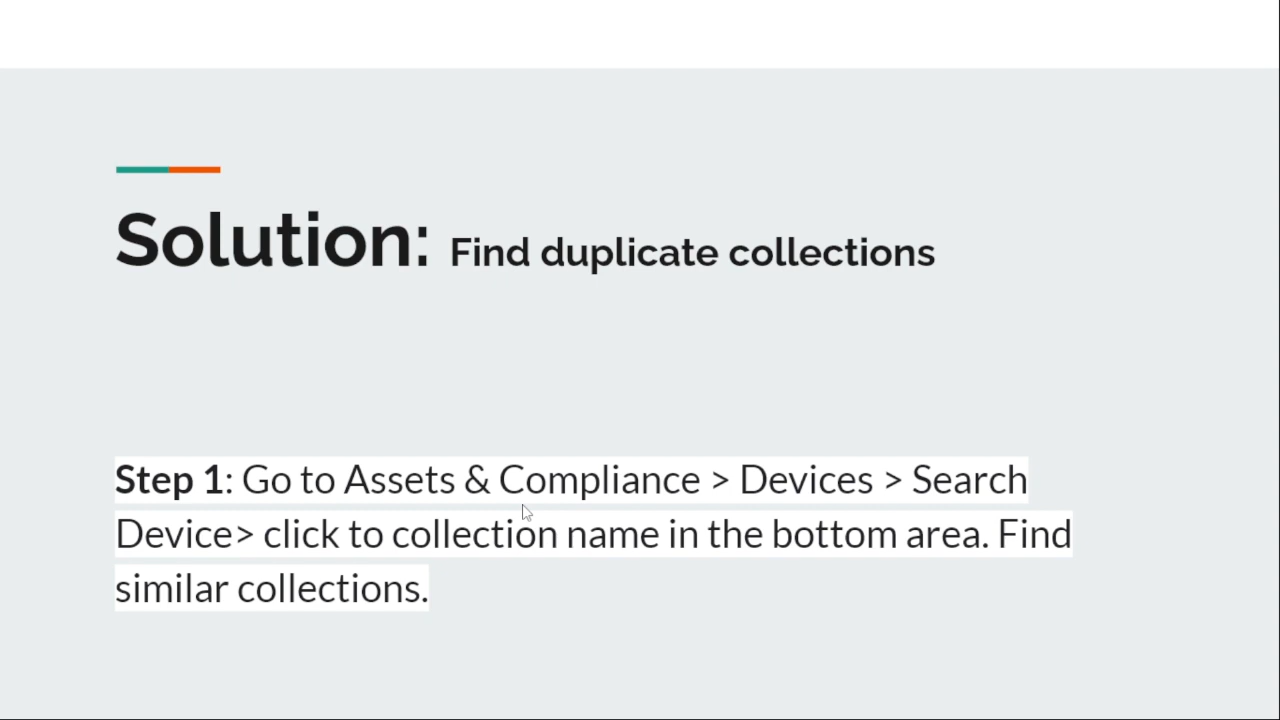 Solution: Find duplicate collections
Step 1: Go to Assets & Compliance > Devices > Search
Device> click to collection name in the bottom area. Find
similar collections.